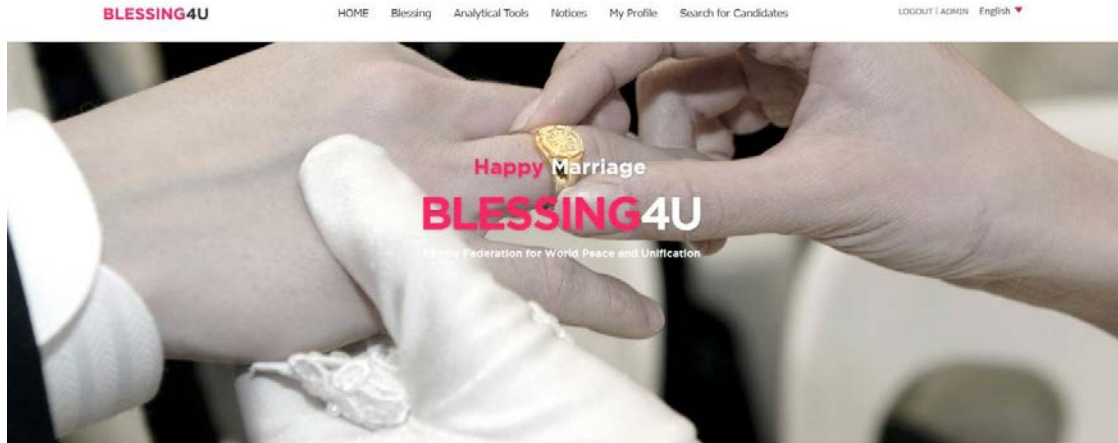 BLESSING4U
HOME Blessing Analytical Tools Notices My Profile Search for Candidates
LOGOUT | ADMIN English
Happy Marriage
BLESSING4U
Federation for World Peace and Unification